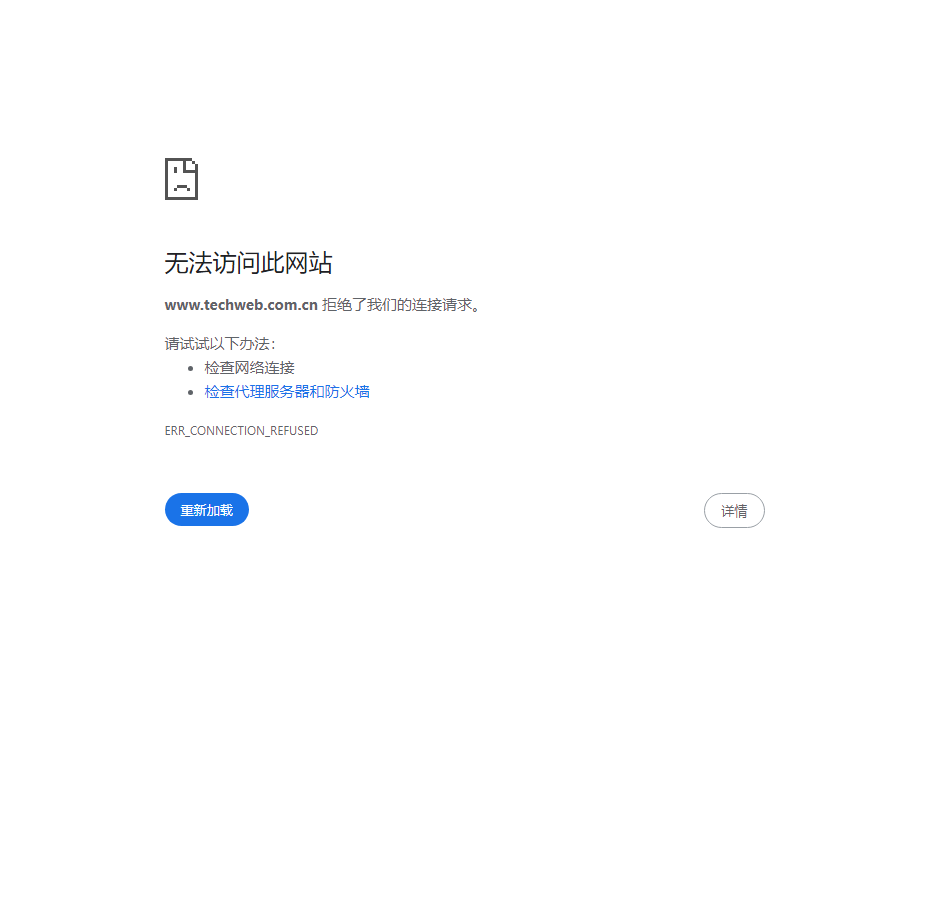 无法访问此网站
www.techweb.com.cn 拒绝了我们的连接请求。
请试试以下办法：
检查网络连接
检查代理服务器和防火墙
ERR_CONNECTION_REFUSED
重新加载
详情